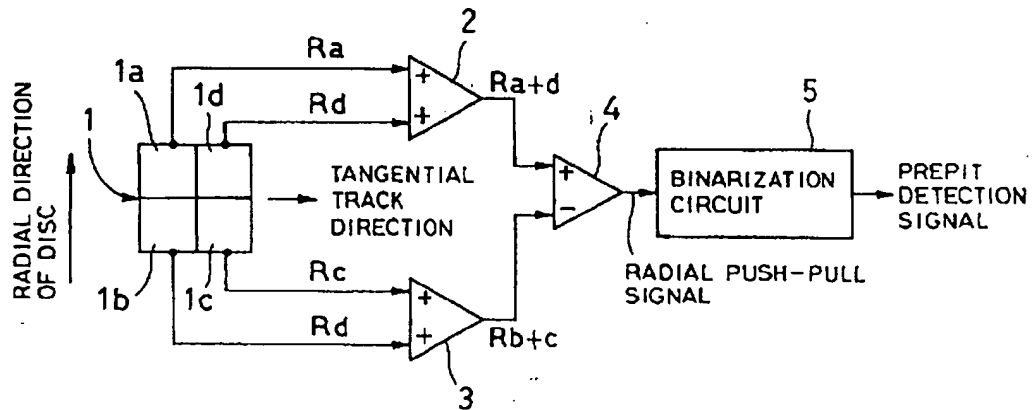 2
Ra
Ra+d
1a
1d
Rd
4
5
1
RADIAL DIRECTION
OF DISC
TANGENTIAL
TRACK
DIRECTION
+
+
+
−
BINARIZATION
CIRCUIT
PREPIT
DETECTION
SIGNAL
RADIAL PUSH-PULL
SIGNAL
1b
1c
Rc
Rd
+
+
Rb+c
3